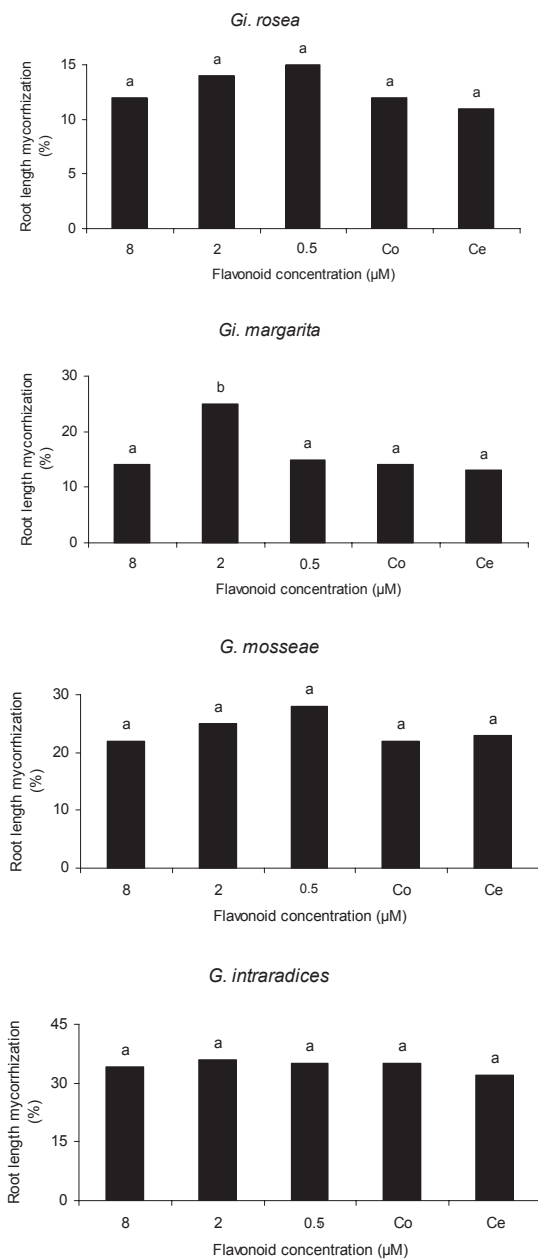 Gi. rosea
Root length mycorrhization
(%)
15
10
5
0
a a a a a
8 2 0.5 Co Ce
Flavonoid concentration (µM)
Gi. margarita
Root length mycorrhization
(%)
30
20
10
0
a b a a a
8 2 0.5 Co Ce
Flavonoid concentration (µM)
G. mosseae
Root length mycorrhization
(%)
30
20
10
0
a a a a a
8 2 0.5 Co Ce
Flavonoid concentration (µM)
G. intraradices
Root length mycorrhization
(%)
45
30
15
0
a a a a a
8 2 0.5 Co Ce
Flavonoid concentration (µM)